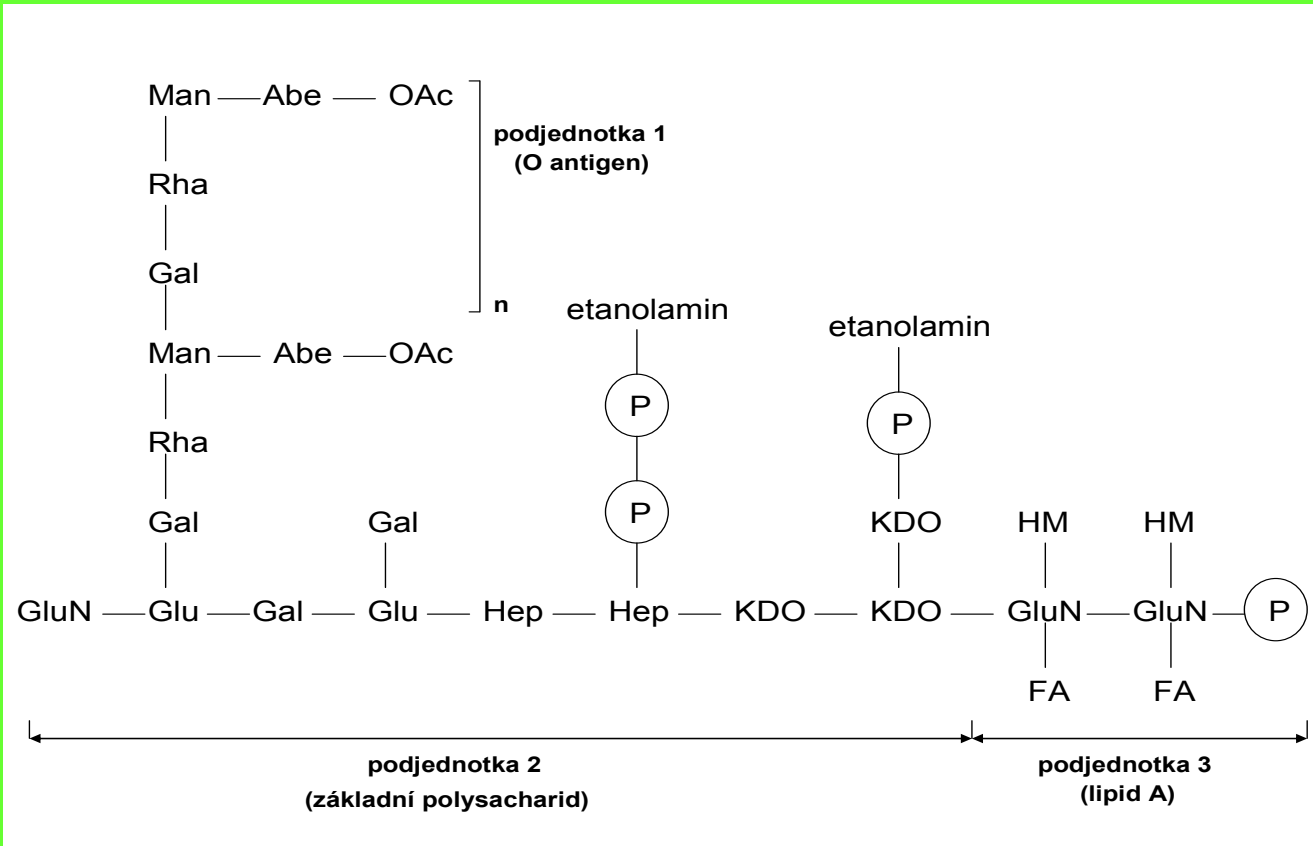 Man Abe OAc
podjednotka 1
(O antigen)
Rha
Gal
n
etanolamin
etanolamin
Man Abe OAc
P
P
Rha
P
Gal Gal KDO HM HM
GluN Glu Gal Glu Hep Hep KDO KDO GluN GluN P
FA FA
podjednotka 2
(základní polysacharid)
podjednotka 3
(lipid A)